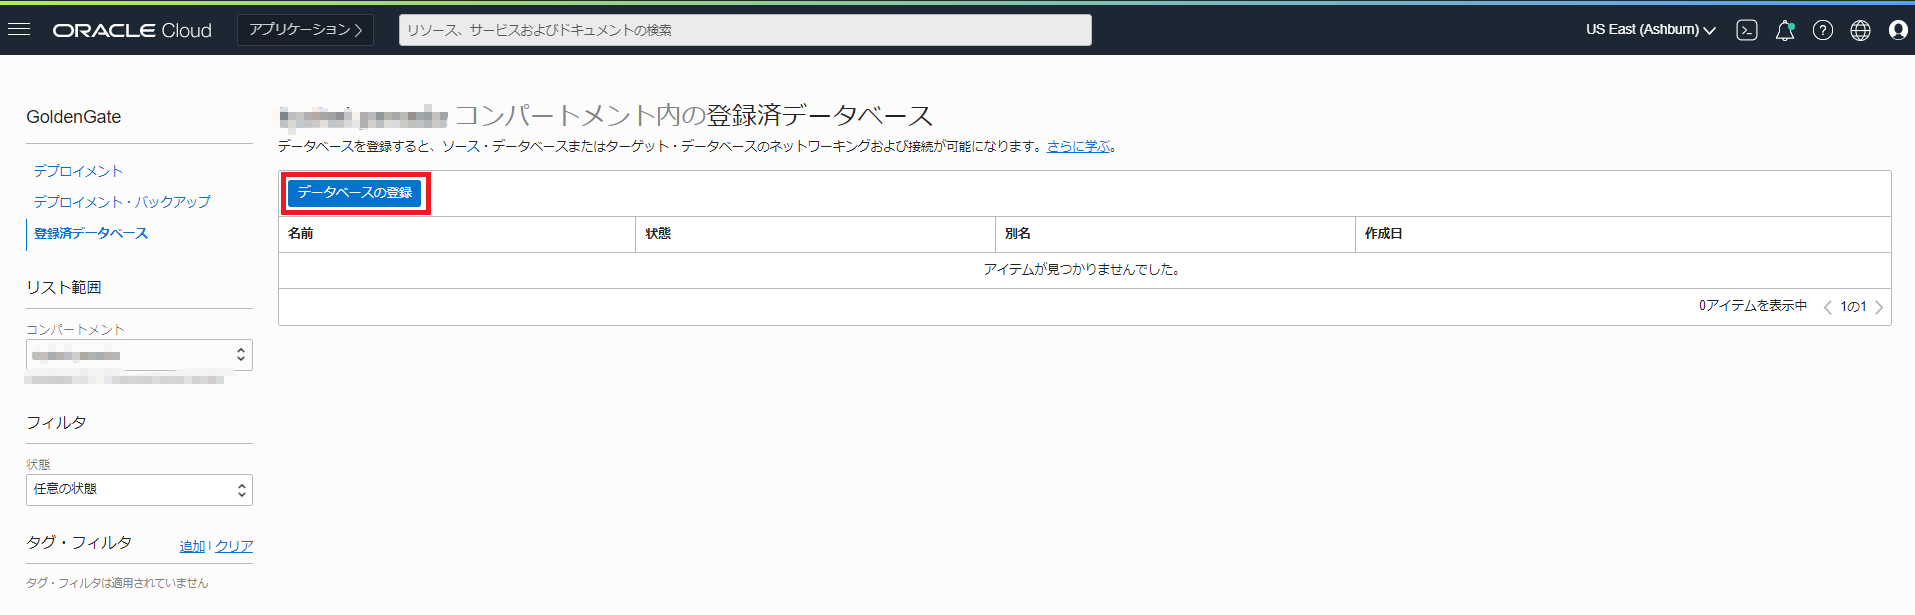 ORACLE Cloud
アプリケーション
リソース、サービスおよびドキュメントの検索
US East (Ashburn)
GoldenGate
デプロイメント
デプロイメント・バックアップ
登録済データベース
リスト範囲
コンパートメント
フィルタ
状態
任意の状態
タグ・フィルタ 追加 | クリア
タグ・フィルタは適用されていません
コンパートメント内の登録済データベース
データベースを登録すると、ソース・データベースまたはターゲット・データベースのネットワーキングおよび接続が可能になります。さらに学ぶ。
データベースの登録
名前 状態 別名 作成日
アイテムが見つかりませんでした。
0アイテムを表示中 1の1